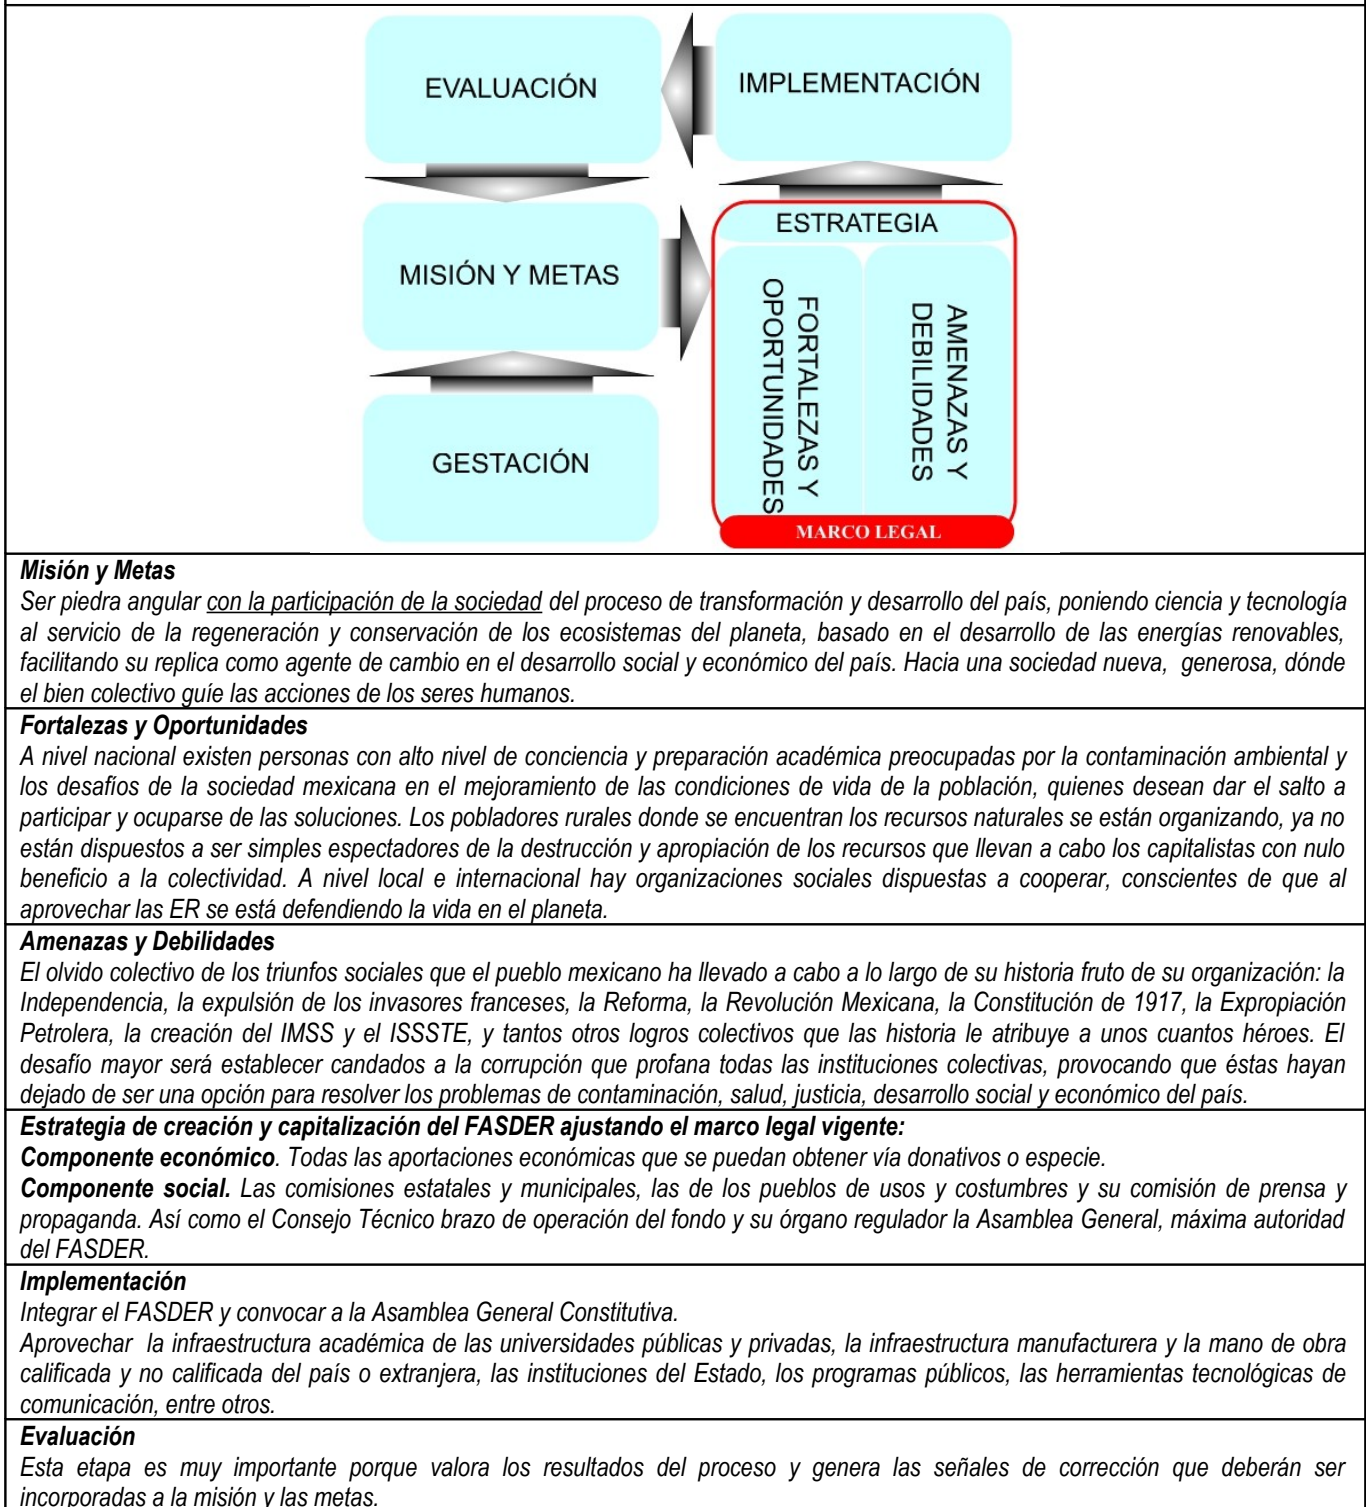 EVALUACIÓN
IMPLEMENTACIÓN
MISIÓN Y METAS
ESTRATEGIA
FORTALEZAS Y
OPORTUNIDADES
AMENAZAS Y
DEBILIDADES
GESTACIÓN
MARCO LEGAL
Misión y Metas
Ser piedra angular con la participación de la sociedad del proceso de transformación y desarrollo del país, poniendo ciencia y tecnología
al servicio de la regeneración y conservación de los ecosistemas del planeta, basado en el desarrollo de las energías renovables,
facilitando su replica como agente de cambio en el desarrollo social y económico del país. Hacia una sociedad nueva, generosa, dónde
el bien colectivo guíe las acciones de los seres humanos.
Fortalezas y Oportunidades
A nivel nacional existen personas con alto nivel de conciencia y preparación académica preocupadas por la contaminación ambiental y
los desafíos de la sociedad mexicana en el mejoramiento de las condiciones de vida de la población, quienes desean dar el salto a
participar y ocuparse de las soluciones. Los pobladores rurales donde se encuentran los recursos naturales se están organizando, ya no
están dispuestos a ser simples espectadores de la destrucción y apropiación de los recursos que llevan a cabo los capitalistas con nulo
beneficio a la colectividad. A nivel local e internacional hay organizaciones sociales dispuestas a cooperar, conscientes de que al
aprovechar las ER se está defendiendo la vida en el planeta.
Amenazas y Debilidades
El olvido colectivo de los triunfos sociales que el pueblo mexicano ha llevado a cabo a lo largo de su historia fruto de su organización: la
Independencia, la expulsión de los invasores franceses, la Reforma, la Revolución Mexicana, la Constitución de 1917, la Expropiación
Petrolera, la creación del IMSS y el ISSSTE, y tantos otros logros colectivos que las historia le atribuye a unos cuantos héroes. El
desafío mayor será establecer candados a la corrupción que profana todas las instituciones colectivas, provocando que éstas hayan
dejado de ser una opción para resolver los problemas de contaminación, salud, justicia, desarrollo social y económico del país.
Estrategia de creación y capitalización del FASDER ajustando el marco legal vigente:
Componente económico. Todas las aportaciones económicas que se puedan obtener vía donativos o especie.
Componente social. Las comisiones estatales y municipales, las de los pueblos de usos y costumbres y su comisión de prensa y
propaganda. Así como el Consejo Técnico brazo de operación del fondo y su órgano regulador la Asamblea General, máxima autoridad
del FASDER.
Implementación
Integrar el FASDER y convocar a la Asamblea General Constitutiva.
Aprovechar la infraestructura académica de las universidades públicas y privadas, la infraestructura manufacturera y la mano de obra
calificada y no calificada del país o extranjera, las instituciones del Estado, los programas públicos, las herramientas tecnológicas de
comunicación, entre otros.
Evaluación
Esta etapa es muy importante porque valora los resultados del proceso y genera las señales de corrección que deberán ser
incorporadas a la misión y las metas.